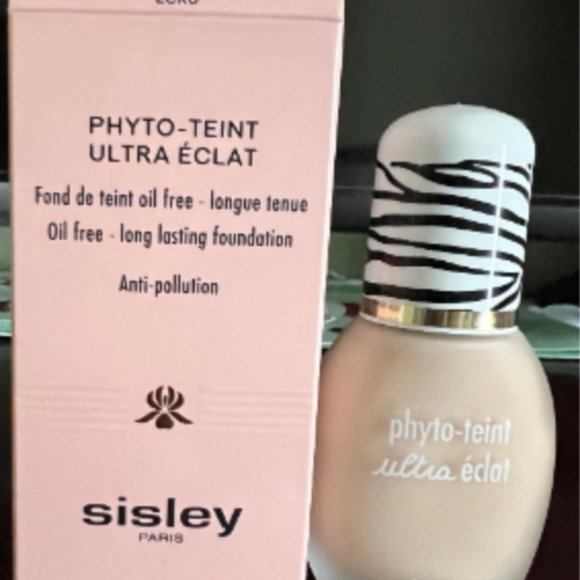 ECRU
PHYTO-TEINT
ULTRA ÉCLAT
Fond de teint oil free - longue tenue
Oil free - long lasting foundation
Anti-pollution
sisley
PARIS
phyto-teint
ultra éclat